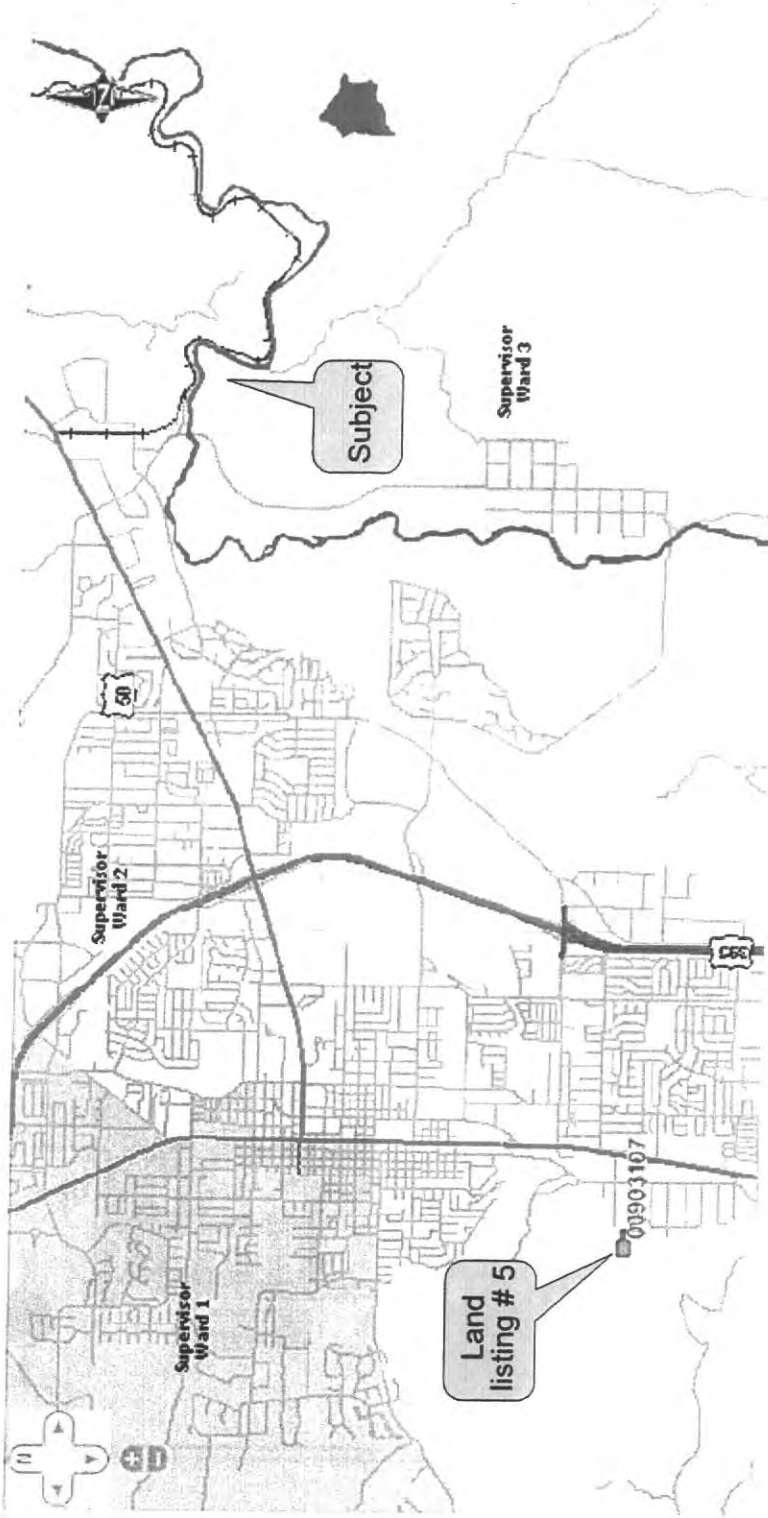 N
Supervisor
Ward 2
50
N
Supervisor
Ward 1
Subject
Land
listing # 5
Supervisor
Ward 3
00903107
395